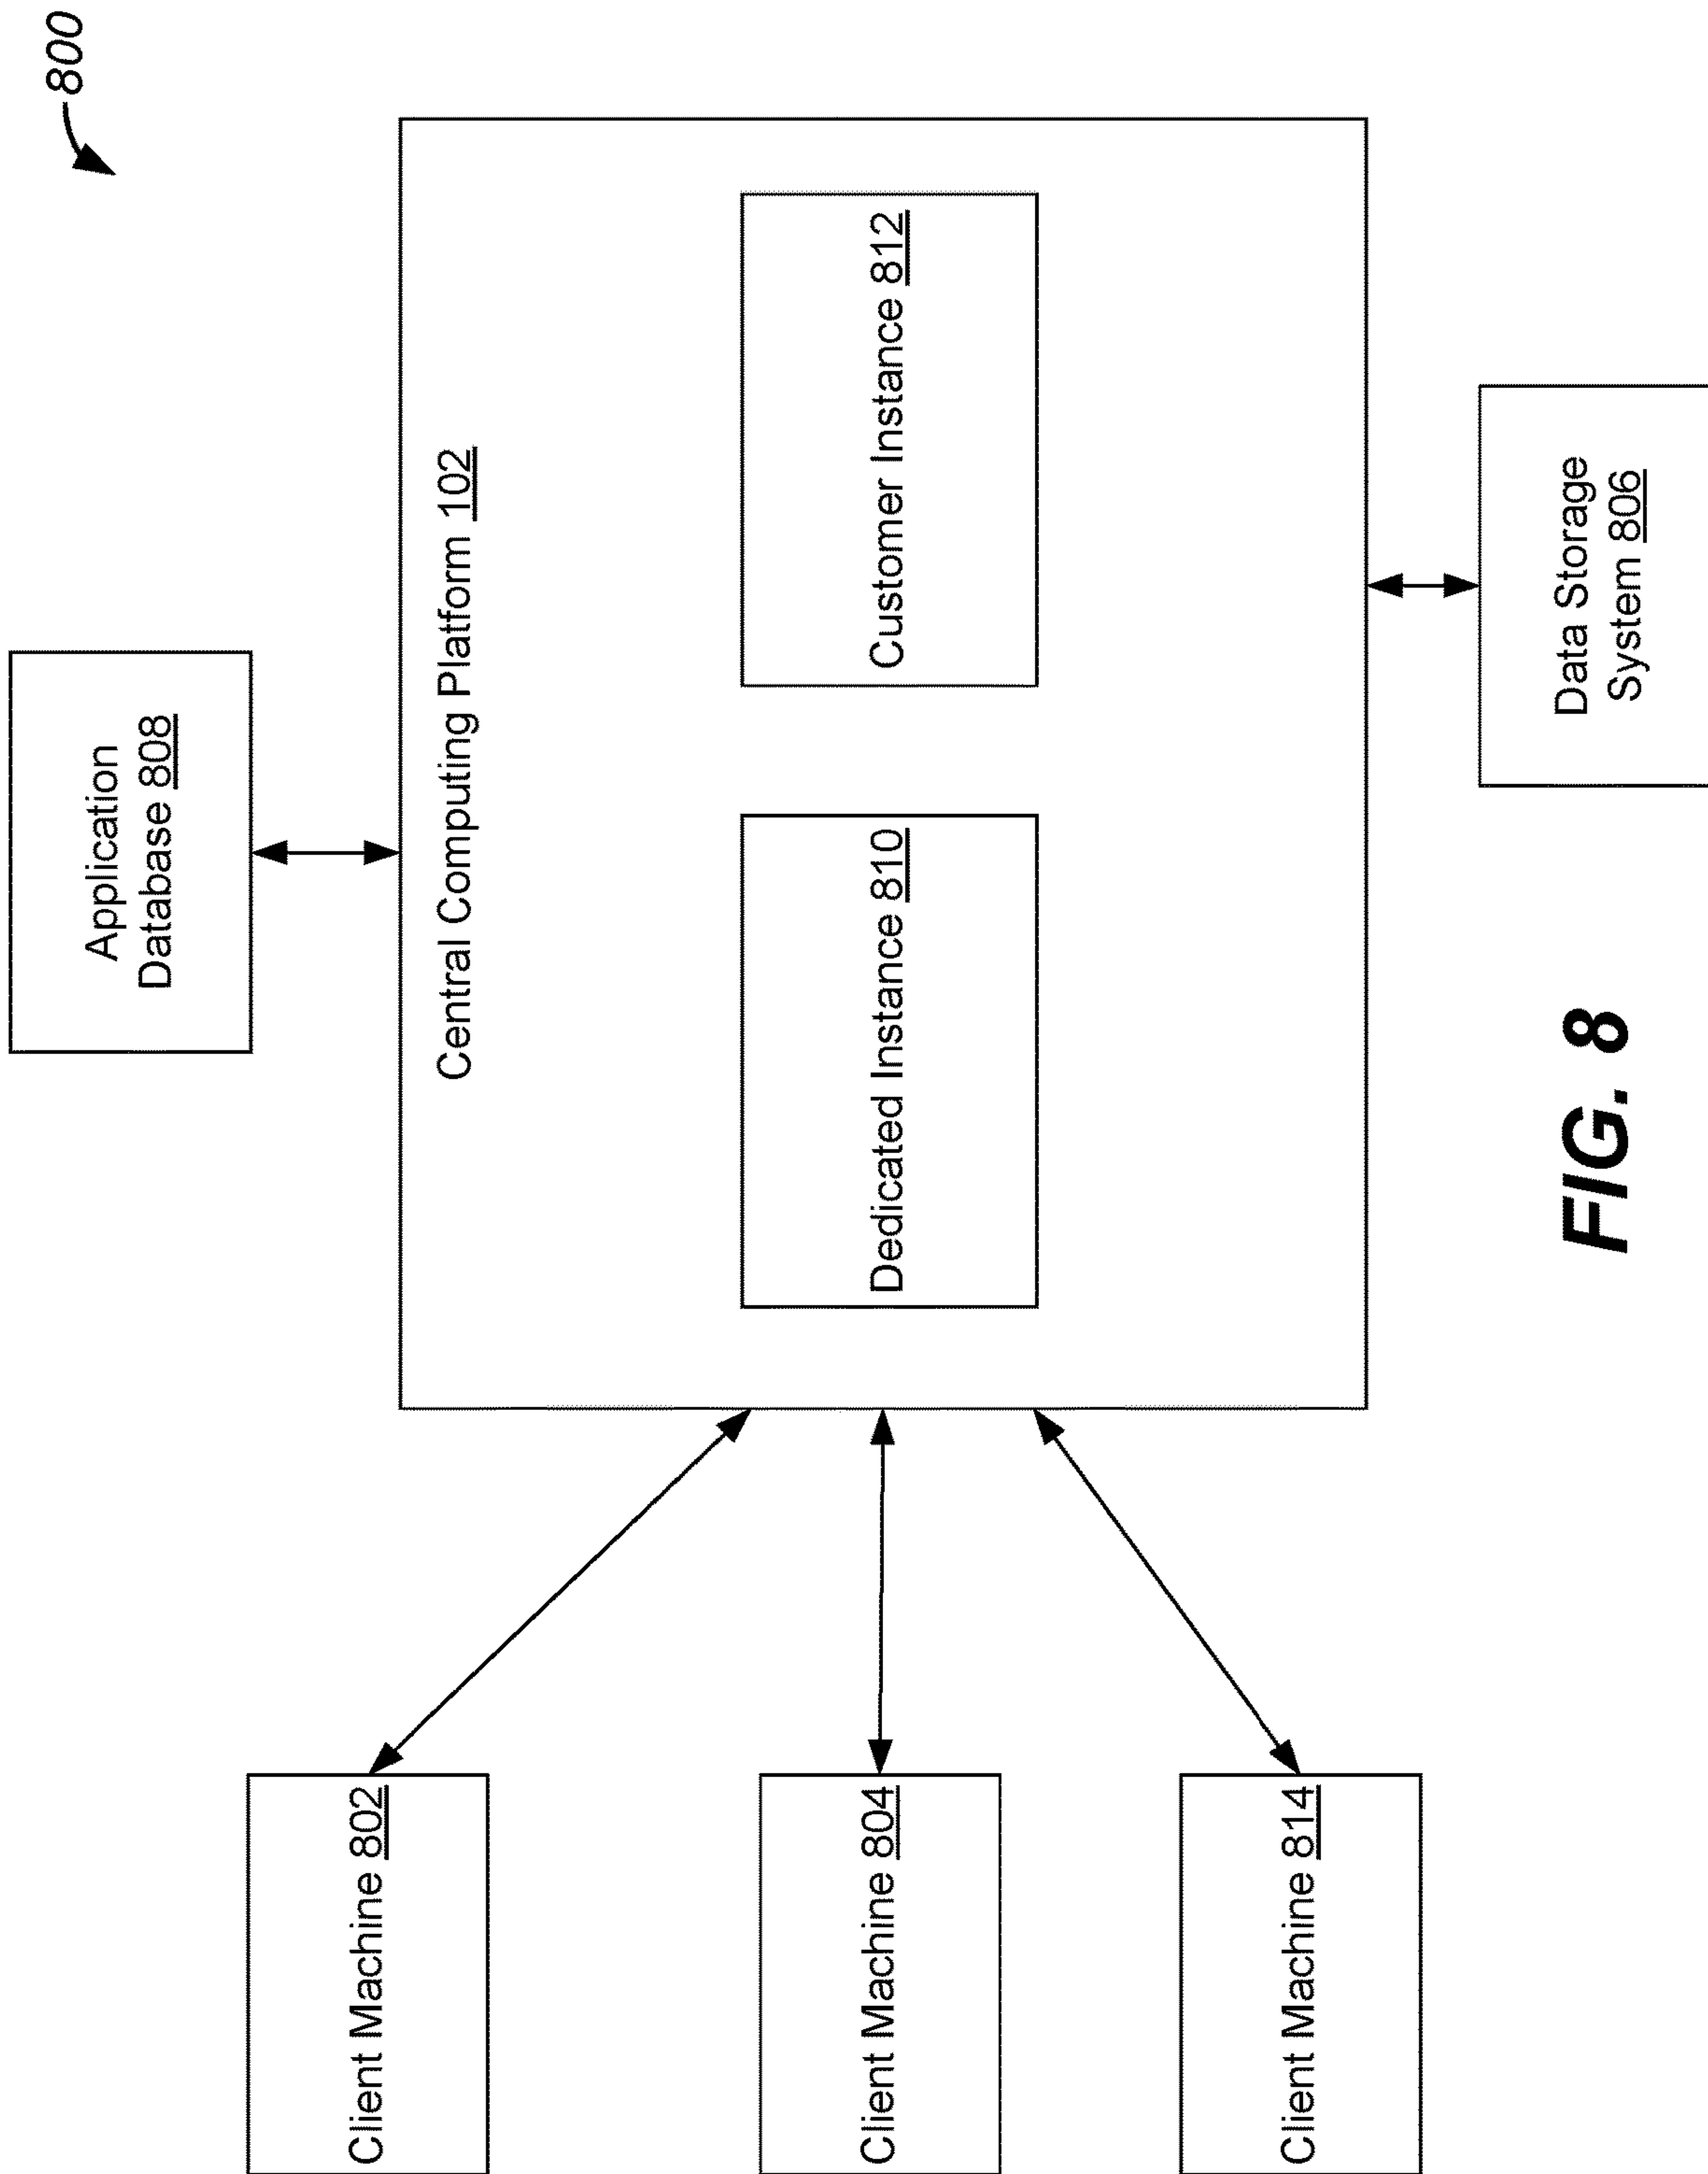 800
Application
Database 808
Central Computing Platform 102
Dedicated Instance 810
Customer Instance 812
Client Machine 802
Client Machine 804
Client Machine 814
Data Storage
System 806
FIG. 8